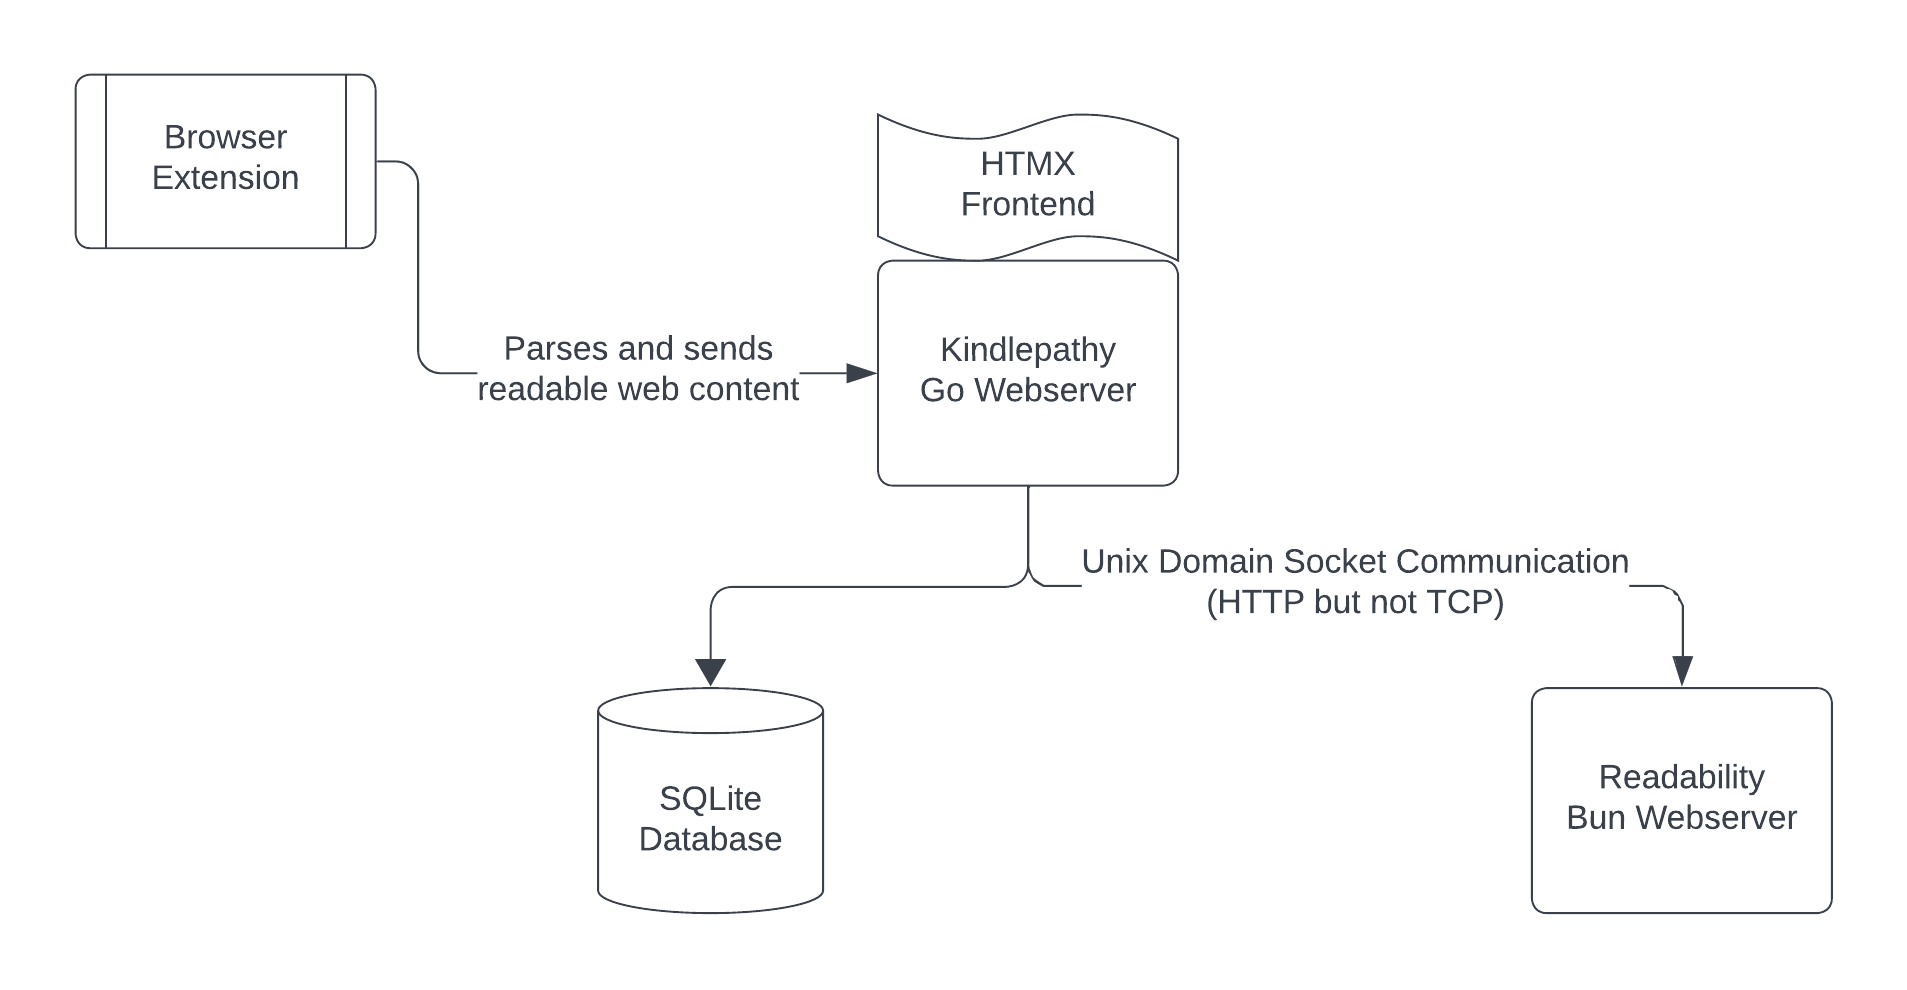 Browser
Extension
HTMX
Frontend
Parses and sends
readable web content
Kindlepathy
Go Webserver
Unix Domain Socket Communication
(HTTP but not TCP)
SQLite
Database
Readability
Bun Webserver